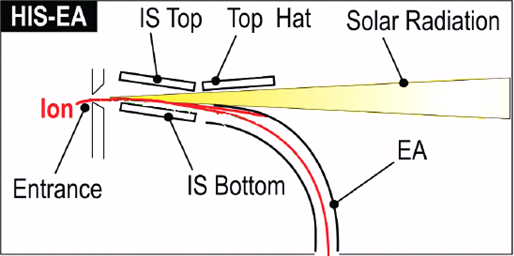 HIS-EA
IS Top
Top Hat
Solar Radiation
Ion
EA
Entrance
IS Bottom